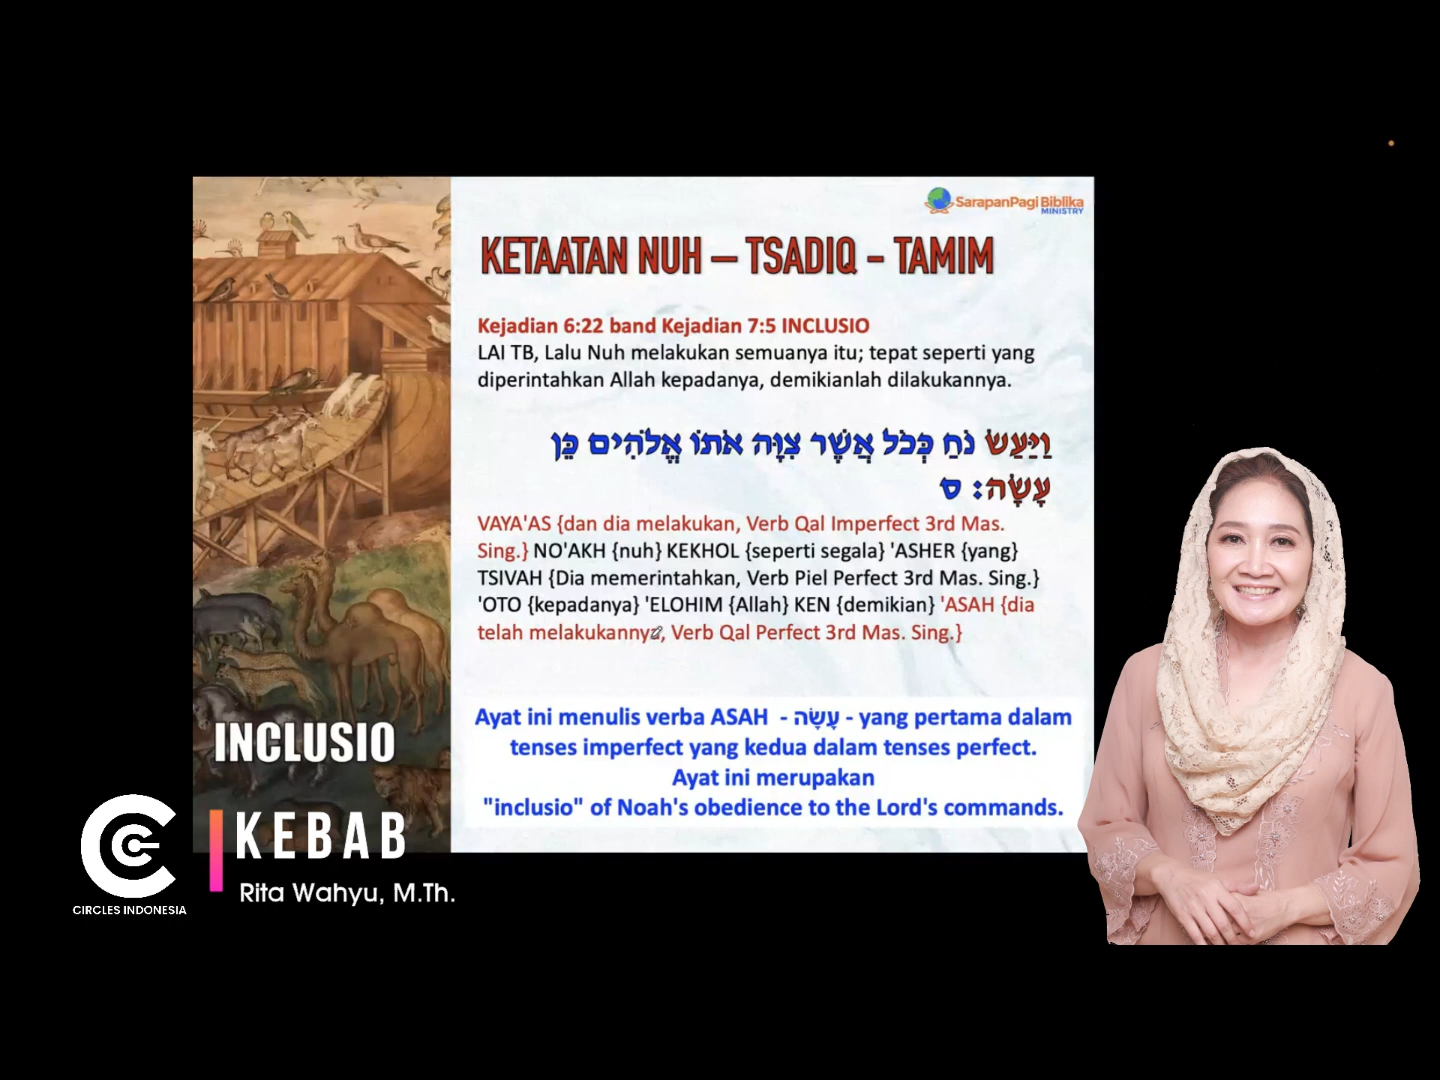 SarapanPagi Biblika
MINISTRY
KETAATAN NUH – TSADIQ - TAMIM
Kejadian 6:22 band Kejadian 7:5 INCLUSIO
LAI TB, Lalu Nuh melakukan semuanya itu; tepat seperti yang
diperintahkan Allah kepadanya, demikianlah dilakukannya.
וַיַּעַשׂ נֹחַ כְּכֹל אֲשֶׁר צִוָּה אֹתוֹ אֱלֹהִים כֵּן
עָשָׂה׃ ס
VAYA'AS {dan dia melakukan, Verb Qal Imperfect 3rd Mas.
Sing.} NO'AKH {nuh} KEKHOL {seperti segala} 'ASHER {yang}
TSIVAH {Dia memerintahkan, Verb Piel Perfect 3rd Mas. Sing.}
'OTO {kepadanya} 'ELOHIM {Allah} KEN {demikian} 'ASAH {dia
telah melakukannya, Verb Qal Perfect 3rd Mas. Sing.}
Ayat ini menulis verba ASAH - עָשָׂה - yang pertama dalam
tenses imperfect yang kedua dalam tenses perfect.
Ayat ini merupakan
"inclusio" of Noah's obedience to the Lord's commands.
INCLUSIO
KEBAB
Rita Wahyu, M.Th.
CIRCLES INDONESIA